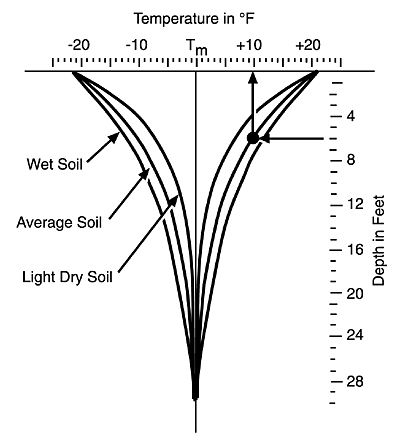 Temperature in °F
-20 -10 Tm +10 +20
4
8
12
16
20
24
28
Depth in Feet
Wet Soil
Average Soil
Light Dry Soil